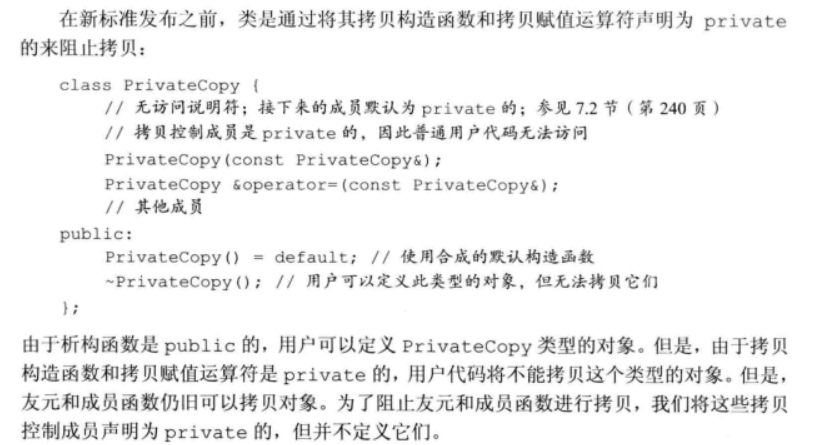 在新标准发布之前，类是通过将其拷贝构造函数和拷贝赋值运算符声明为 private
的来阻止拷贝：
class PrivateCopy {
// 无访问说明符；接下来的成员默认为 private 的；参见 7.2 节（第 240 页）
// 拷贝控制成员是 private 的，因此普通用户代码无法访问
PrivateCopy(const PrivateCopy&);
PrivateCopy &operator=(const PrivateCopy&);
// 其他成员
public:
PrivateCopy() = default; // 使用合成的默认构造函数
~PrivateCopy(); // 用户可以定义此类型的对象，但无法拷贝它们
};
由于析构函数是 public 的，用户可以定义 PrivateCopy 类型的对象。但是，由于拷贝
构造函数和拷贝赋值运算符是 private 的，用户代码将不能拷贝这个类型的对象。但是，
友元和成员函数仍旧可以拷贝对象。为了阻止友元和成员函数进行拷贝，我们将这些拷贝
控制成员声明为 private 的，但并不定义它们。